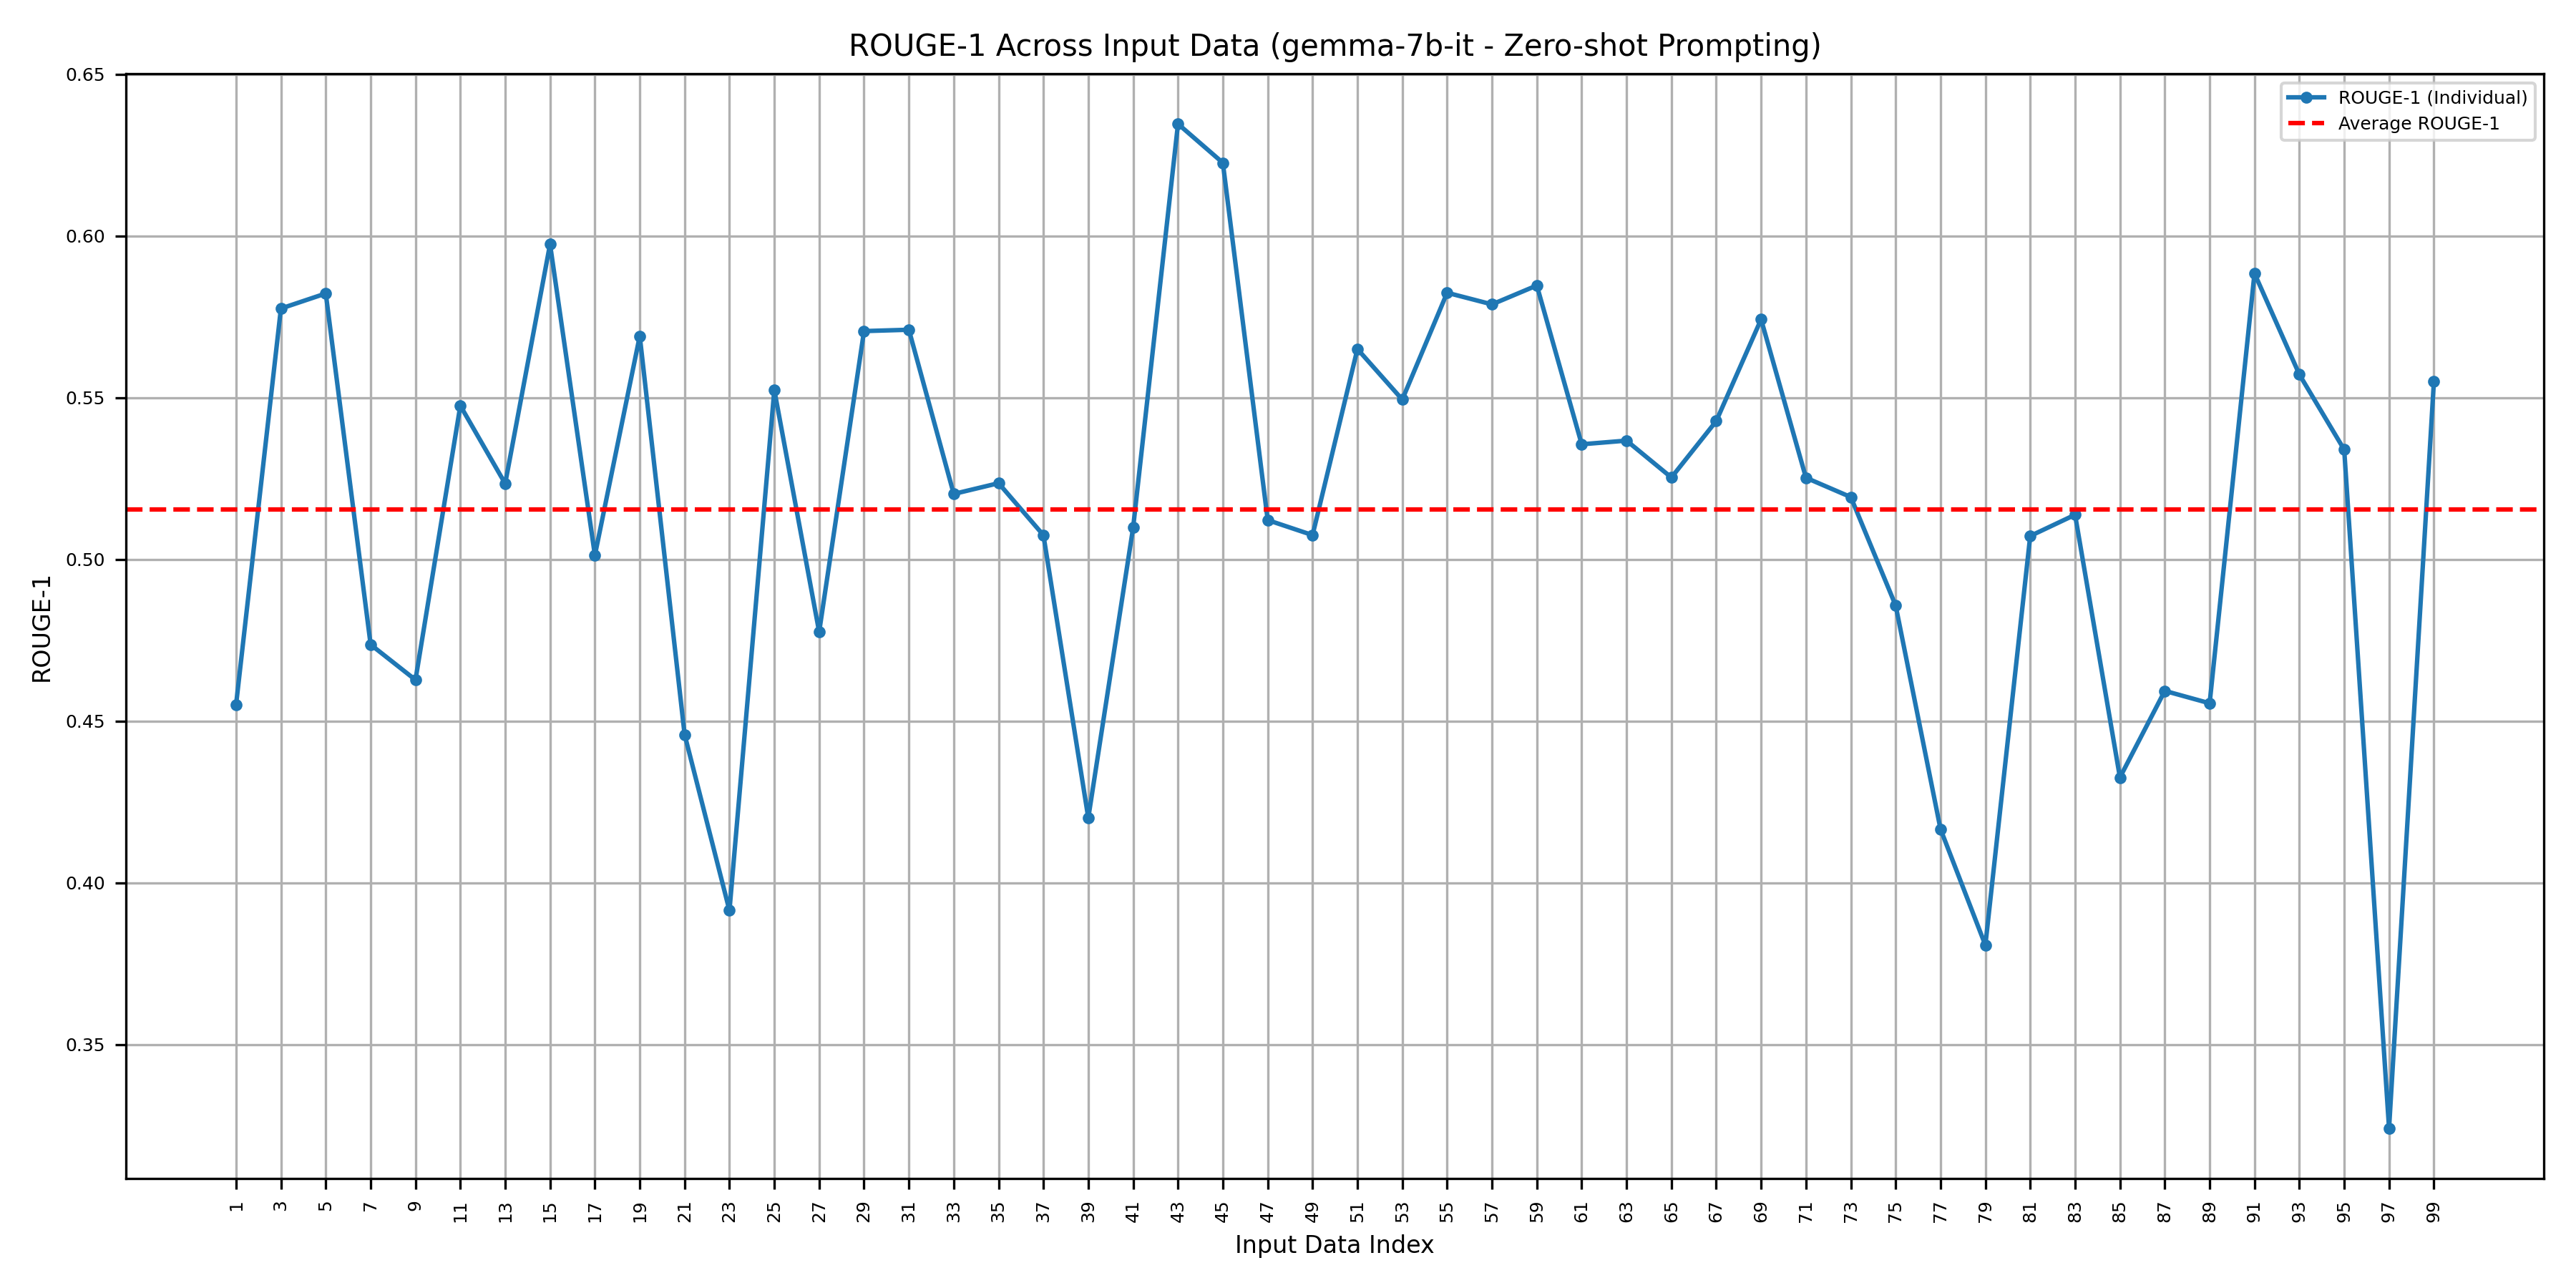 ROUGE-1 Across Input Data (gemma-7b-it - Zero-shot Prompting)
ROUGE-1 (Individual)
Average ROUGE-1
0.65
0.60
0.55
0.50
0.45
0.40
0.35
ROUGE-1
1 3 5 7 9 11 13 15 17 19 21 23 25 27 29 31 33 35 37 39 41 43 45 47 49 51 53 55 57 59 61 63 65 67 69 71 73 75 77 79 81 83 85 87 89 91 93 95 97 99
Input Data Index